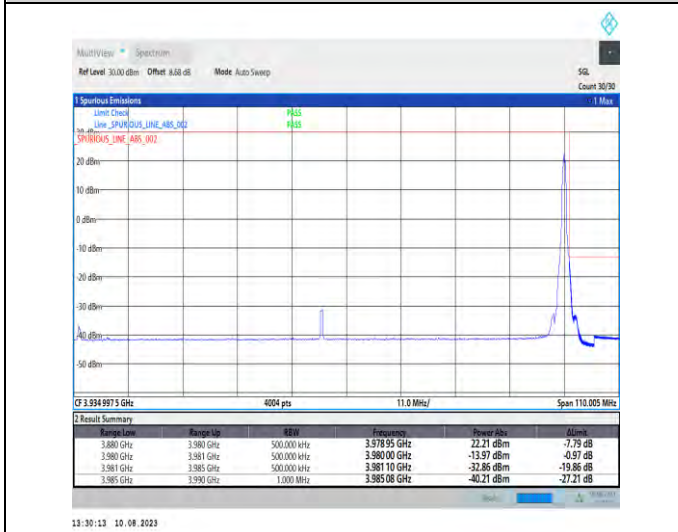 MultiView Spectrum
Ref Level 30.00 dBm Offset 8.68 dB Mode Auto Sweep SGL
Count 30/30
1 Spurious Emissions 1 Max
Limit Check PASS
Line _SPURIOUS_LINE_ABS_002 PASS
_SPURIOUS_LINE_ABS_002
20 dBm
10 dBm
0 dBm
-10 dBm
-20 dBm
-30 dBm
-40 dBm
-50 dBm
CF 3.934 997 5 GHz 4004 pts 11.0 MHz/ Span 110.005 MHz
2 Result Summary
Range Low Range Up RBW Frequency Power Abs ΔLimit
3.880 GHz 3.980 GHz 500.000 kHz 3.978 95 GHz 22.21 dBm -7.79 dB
3.980 GHz 3.981 GHz 500.000 kHz 3.980 00 GHz -13.97 dBm -0.97 dB
3.981 GHz 3.985 GHz 500.000 kHz 3.981 10 GHz -32.86 dBm -19.86 dB
3.985 GHz 3.990 GHz 1.000 MHz 3.985 08 GHz -40.21 dBm -27.21 dB
13:30:13 10.08.2023